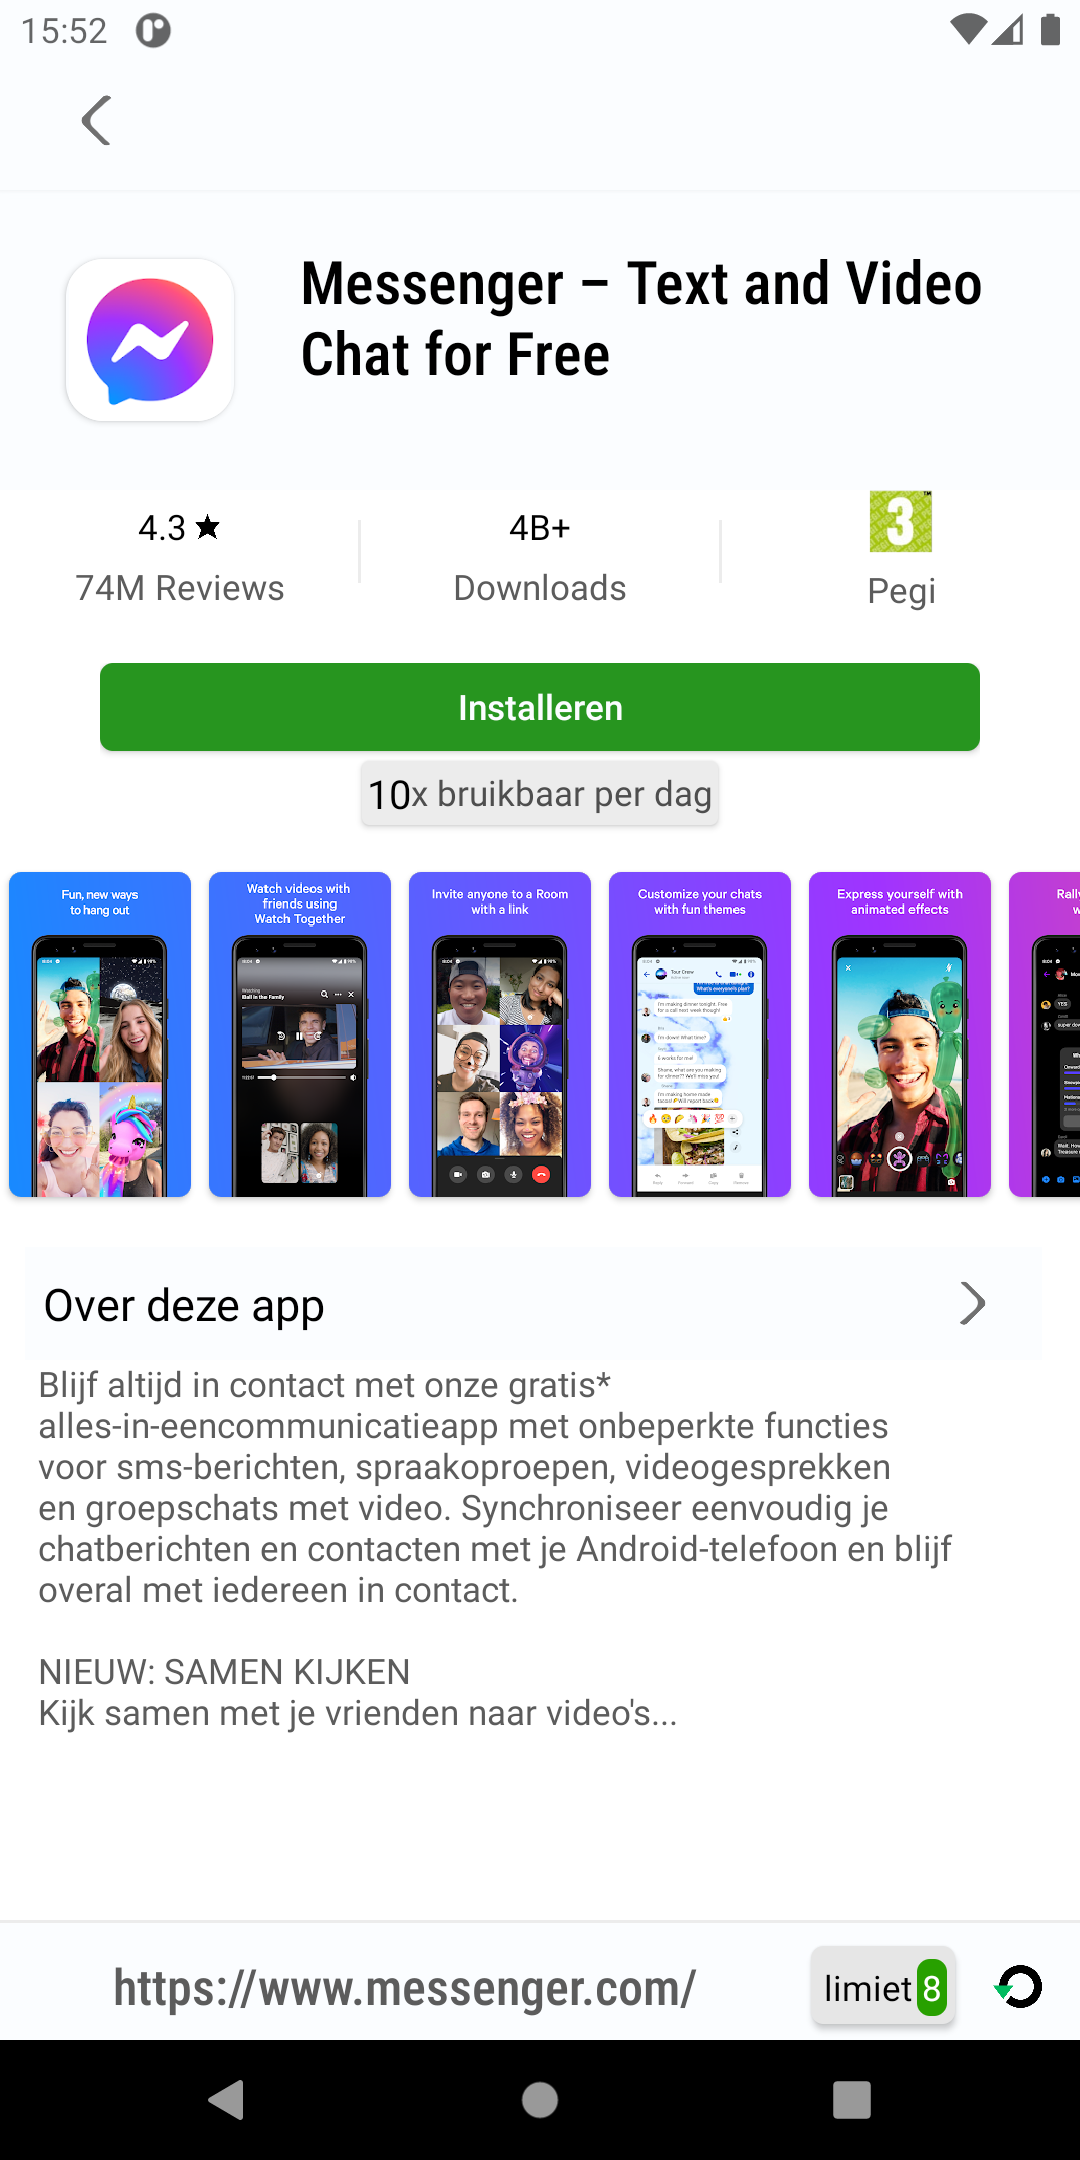 15:52
Messenger – Text and Video
Chat for Free
4.3 ★
74M Reviews
4B+
Downloads
3
Pegi
Installeren
10x bruikbaar per dag
Fun, new ways
to hang out
Watch videos with
friends using
Watch Together
Invite anyone to a Room
with a link
Customize your chats
with fun themes
Express yourself with
animated effects
Over deze app
Blijf altijd in contact met onze gratis*
alles-in-eencommunicatieapp met onbeperkte functies
voor sms-berichten, spraakoproepen, videogesprekken
en groepschats met video. Synchroniseer eenvoudig je
chatberichten en contacten met je Android-telefoon en blijf
overal met iedereen in contact.
NIEUW: SAMEN KIJKEN
Kijk samen met je vrienden naar video's...
https://www.messenger.com/
limiet 8